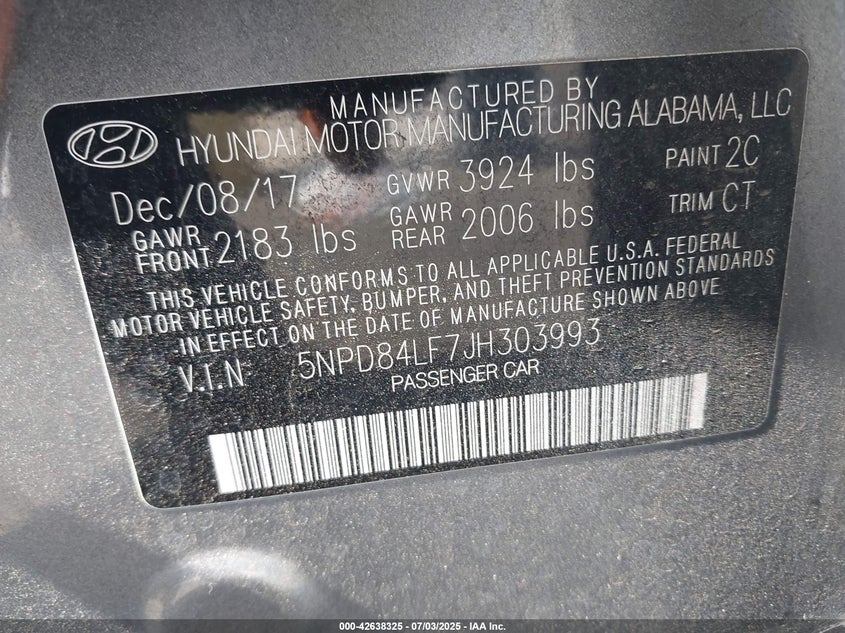 MANUFACTURED BY
HYUNDAI MOTOR MANUFACTURING ALABAMA, LLC
Dec/08/17 GVWR 3924 lbs PAINT 2C
GAWR FRONT 2183 lbs GAWR REAR 2006 lbs TRIM CT
THIS VEHICLE CONFORMS TO ALL APPLICABLE U.S.A. FEDERAL
MOTOR VEHICLE SAFETY, BUMPER, AND THEFT PREVENTION STANDARDS
IN EFFECT ON THE DATE OF MANUFACTURE SHOWN ABOVE
V.I.N 5NPD84LF7JH303993
PASSENGER CAR
000-42638325 - 07/03/2025 - IAA Inc.